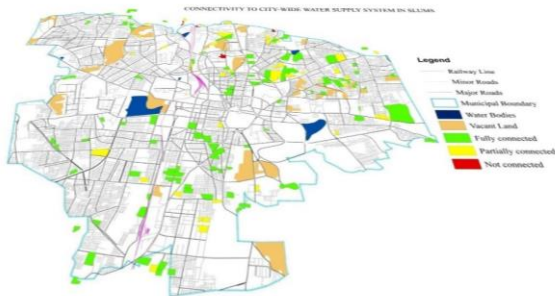 CONNECTIVITY TO CITY-WIDE WATER SUPPLY SYSTEM IN SLUMS
Legend
Railway Line
Minor Roads
Major Roads
Municipal Boundary
Water Bodies
Vacant Land
Fully connected
Partially connected
Not connected